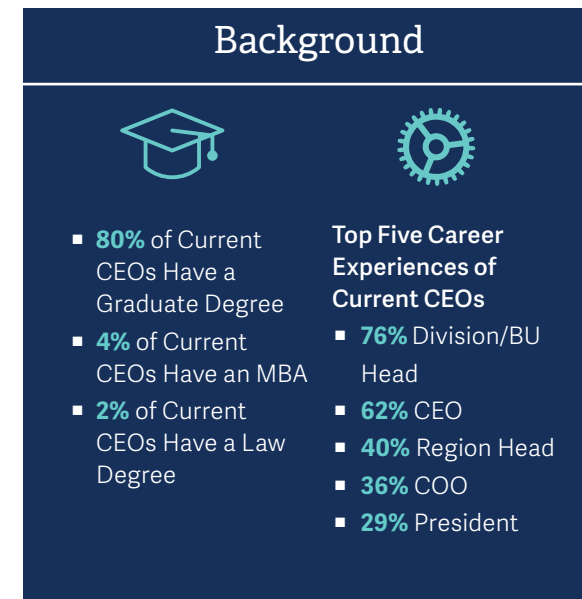 Background
▪ 80% of Current
CEOs Have a
Graduate Degree
▪ 4% of Current
CEOs Have an MBA
▪ 2% of Current
CEOs Have a Law
Degree
Top Five Career
Experiences of
Current CEOs
▪ 76% Division/BU
Head
▪ 62% CEO
▪ 40% Region Head
▪ 36% COO
▪ 29% President